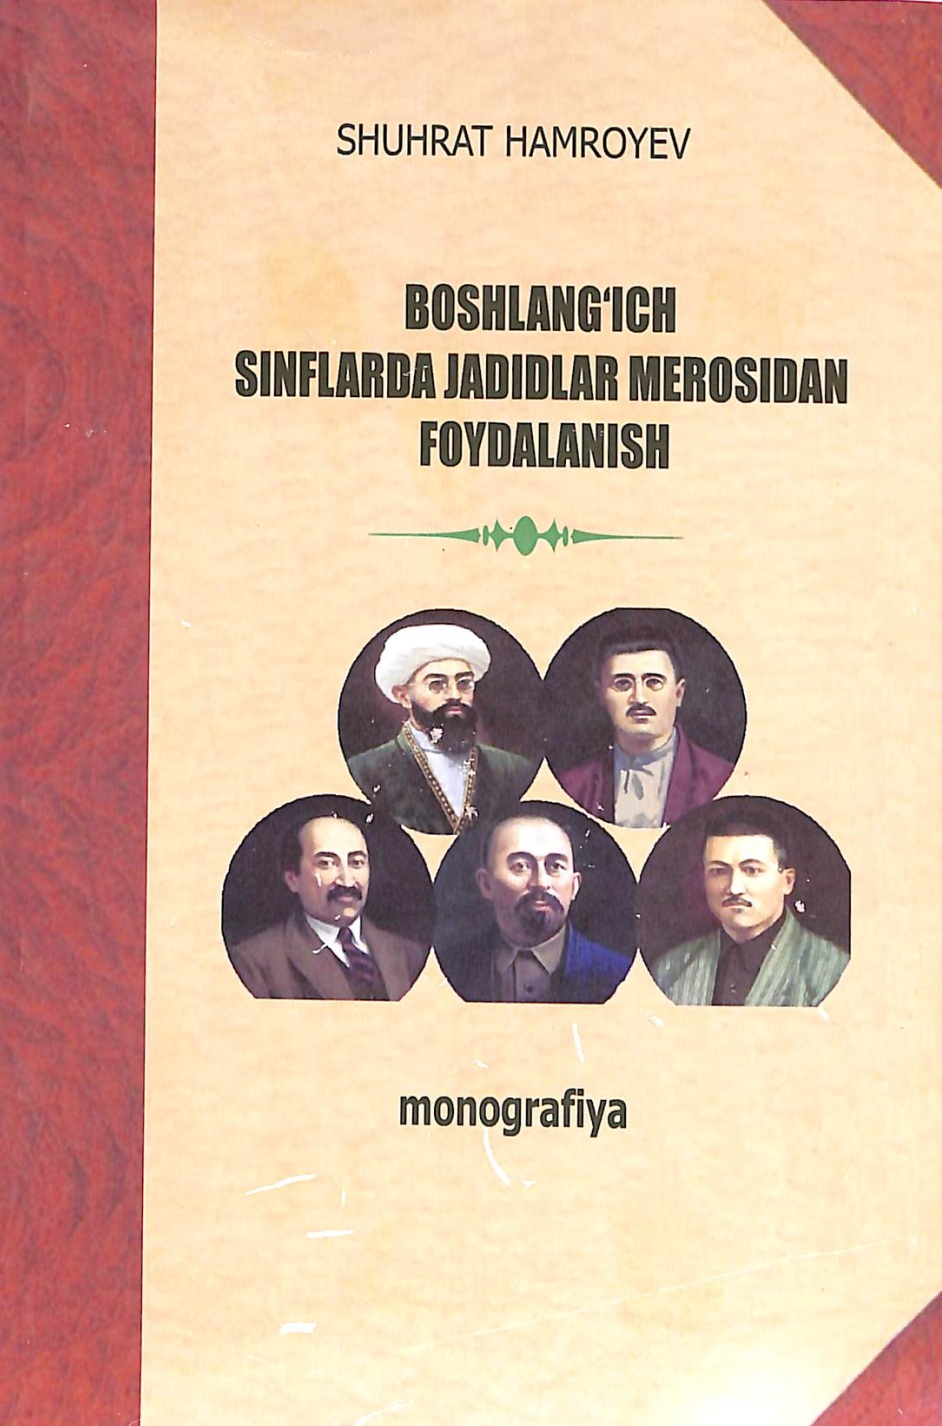 SHUHRAT HAMROYEV
BOSHLANG‘ICH
SINFLARDA JADIDLAR MEROSIDAN
FOYDALANISH
monografiya